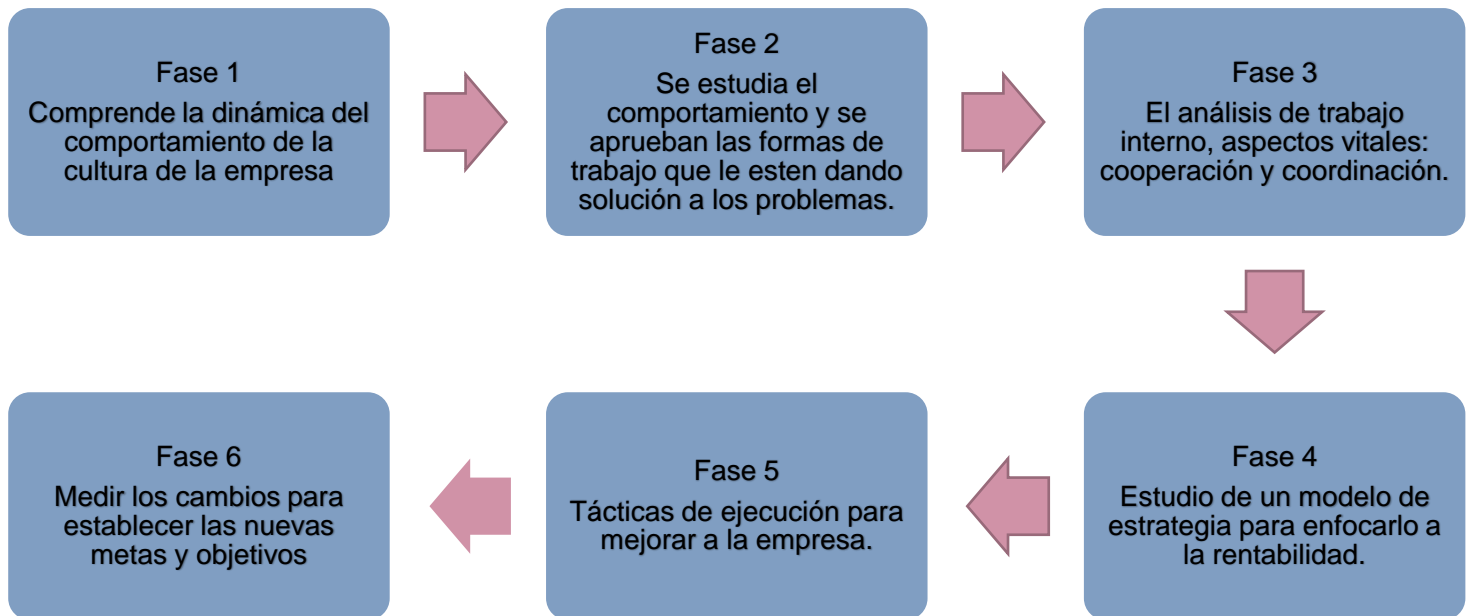 Fase 1
Comprende la dinámica del
comportamiento de la
cultura de la empresa
Fase 2
Se estudia el
comportamiento y se
aprueban las formas de
trabajo que le esten dando
solución a los problemas.
Fase 3
El análisis de trabajo
interno, aspectos vitales:
cooperación y coordinación.
Fase 4
Estudio de un modelo de
estrategia para enfocarlo a
la rentabilidad.
Fase 5
Tácticas de ejecución para
mejorar a la empresa.
Fase 6
Medir los cambios para
establecer las nuevas
metas y objetivos